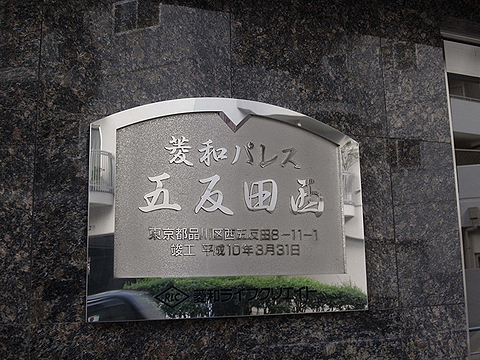 菱和パレス
五反田西
東京都品川区西五反田8-11-1
竣工 平成10年3月31日